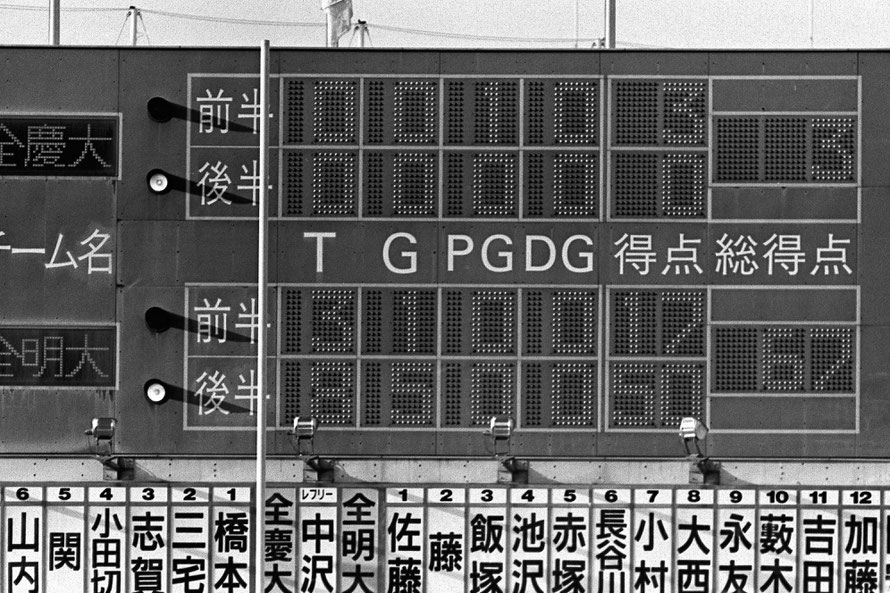 全慶大
前半 0 0 1 0 3
後半 0 0 0 0 0
3
チーム名
T G PG DG 得点 総得点
全明大
前半 3 1 0 0 17
後半 8 5 0 0 50
67
6 5 4 3 2 1 レフリー 1 2 3 4 5 6 7 8 9 10 11 12
山内 関 小田切 志賀 三宅 橋本 全慶大 中沢 全明大 佐藤 藤 飯塚 池沢 赤塚 長谷川 小村 大西 永友 藪木 吉田 加藤